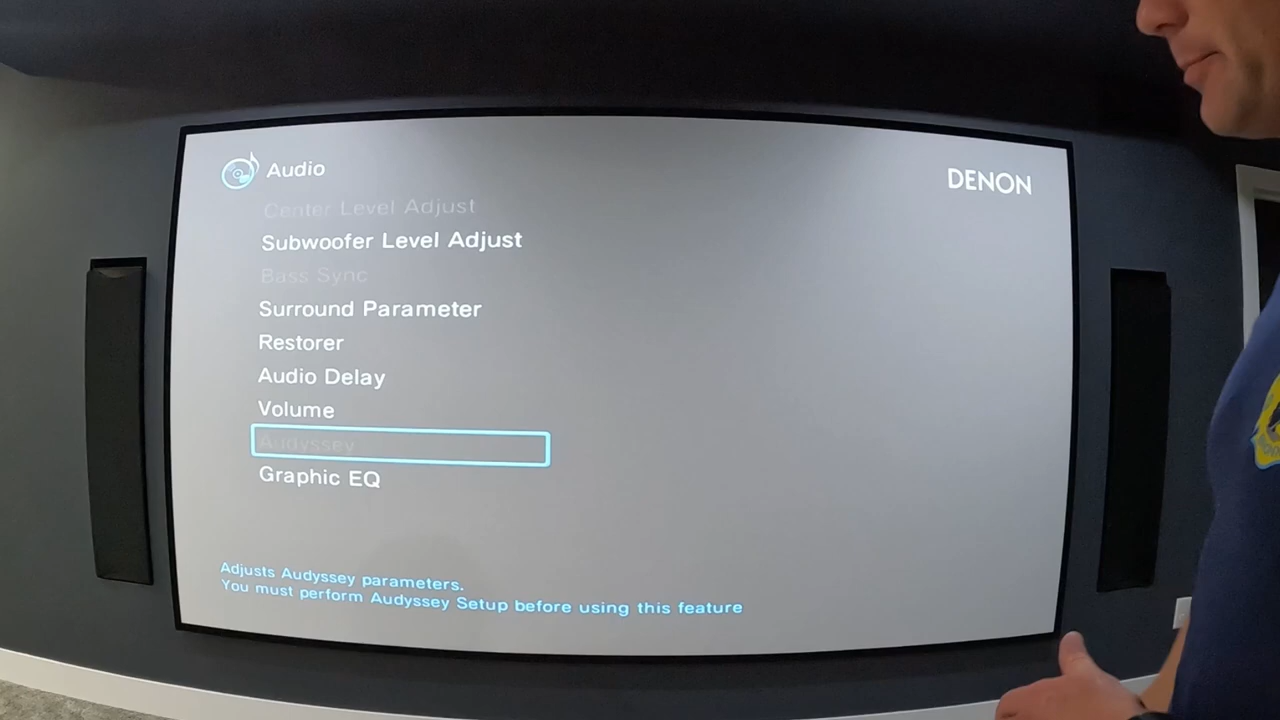 Audio
DENON
Center Level Adjust
Subwoofer Level Adjust
Bass Sync
Surround Parameter
Restorer
Audio Delay
Volume
Audyssey
Graphic EQ
Adjusts Audyssey parameters.
You must perform Audyssey Setup before using this feature